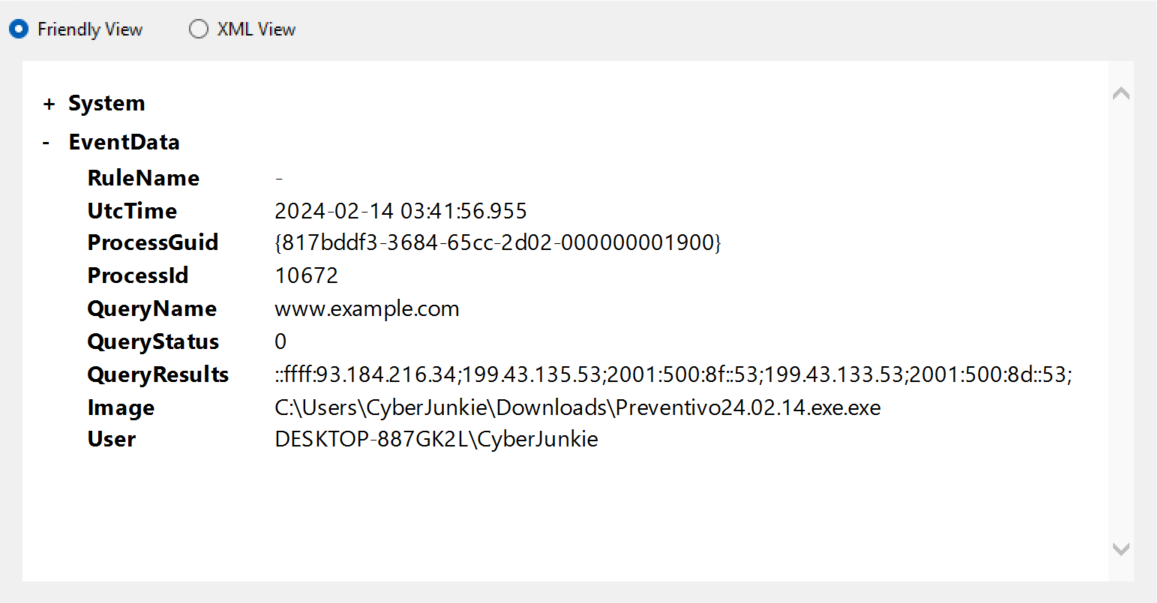 Friendly View XML View
+ System
- EventData
RuleName -
UtcTime 2024-02-14 03:41:56.955
ProcessGuid {817bddf3-3684-65cc-2d02-000000001900}
ProcessId 10672
QueryName www.example.com
QueryStatus 0
QueryResults ::ffff:93.184.216.34;199.43.135.53;2001:500:8f::53;199.43.133.53;2001:500:8d::53;
Image C:\Users\CyberJunkie\Downloads\Preventivo24.02.14.exe.exe
User DESKTOP-887GK2L\CyberJunkie